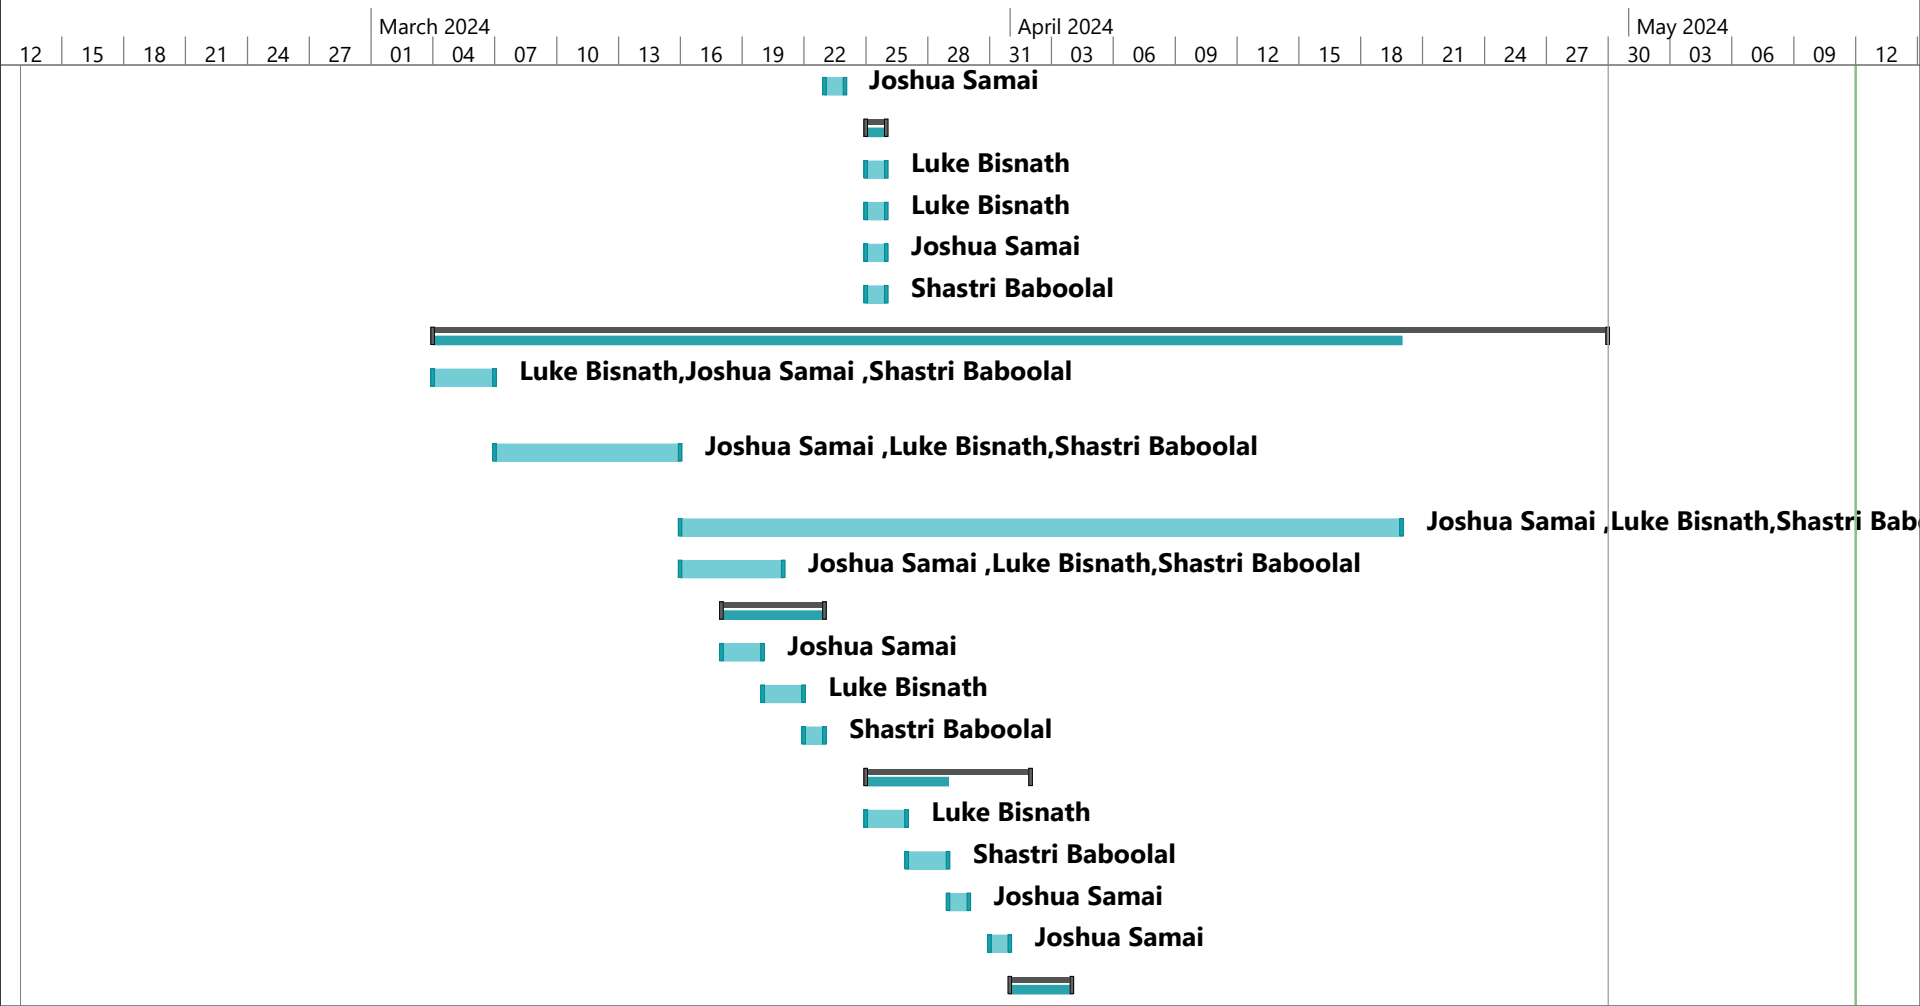 March 2024 April 2024 May 2024
12 15 18 21 24 27 01 04 07 10 13 16 19 22 25 28 31 03 06 09 12 15 18 21 24 27 30 03 06 09 12
Joshua Samai
Luke Bisnath
Luke Bisnath
Joshua Samai
Shastri Baboolal
Luke Bisnath,Joshua Samai ,Shastri Baboolal
Joshua Samai ,Luke Bisnath,Shastri Baboolal
Joshua Samai ,Luke Bisnath,Shastri Bab
Joshua Samai ,Luke Bisnath,Shastri Baboolal
Joshua Samai
Luke Bisnath
Shastri Baboolal
Luke Bisnath
Shastri Baboolal
Joshua Samai
Joshua Samai